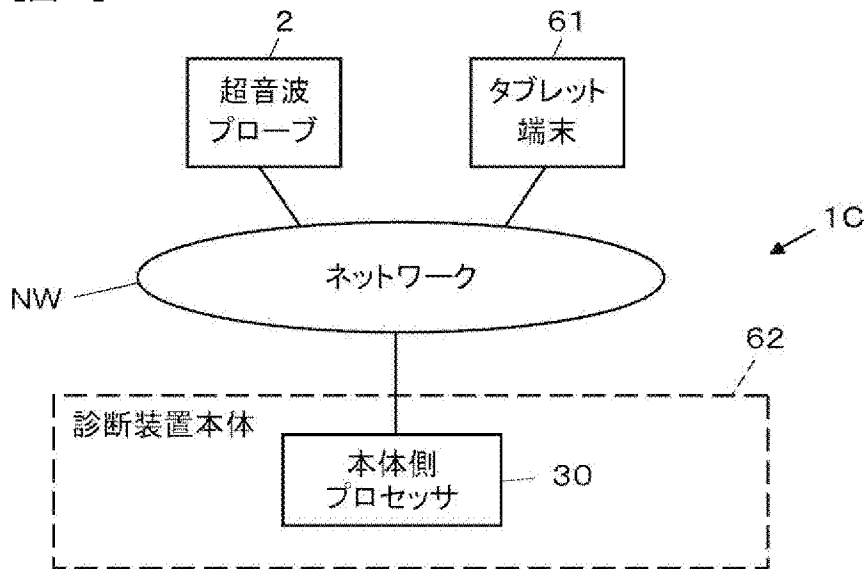 2
61
超音波
プローブ
タブレット
端末
1C
ネットワーク
NW
62
診断装置本体
本体側
プロセッサ
30